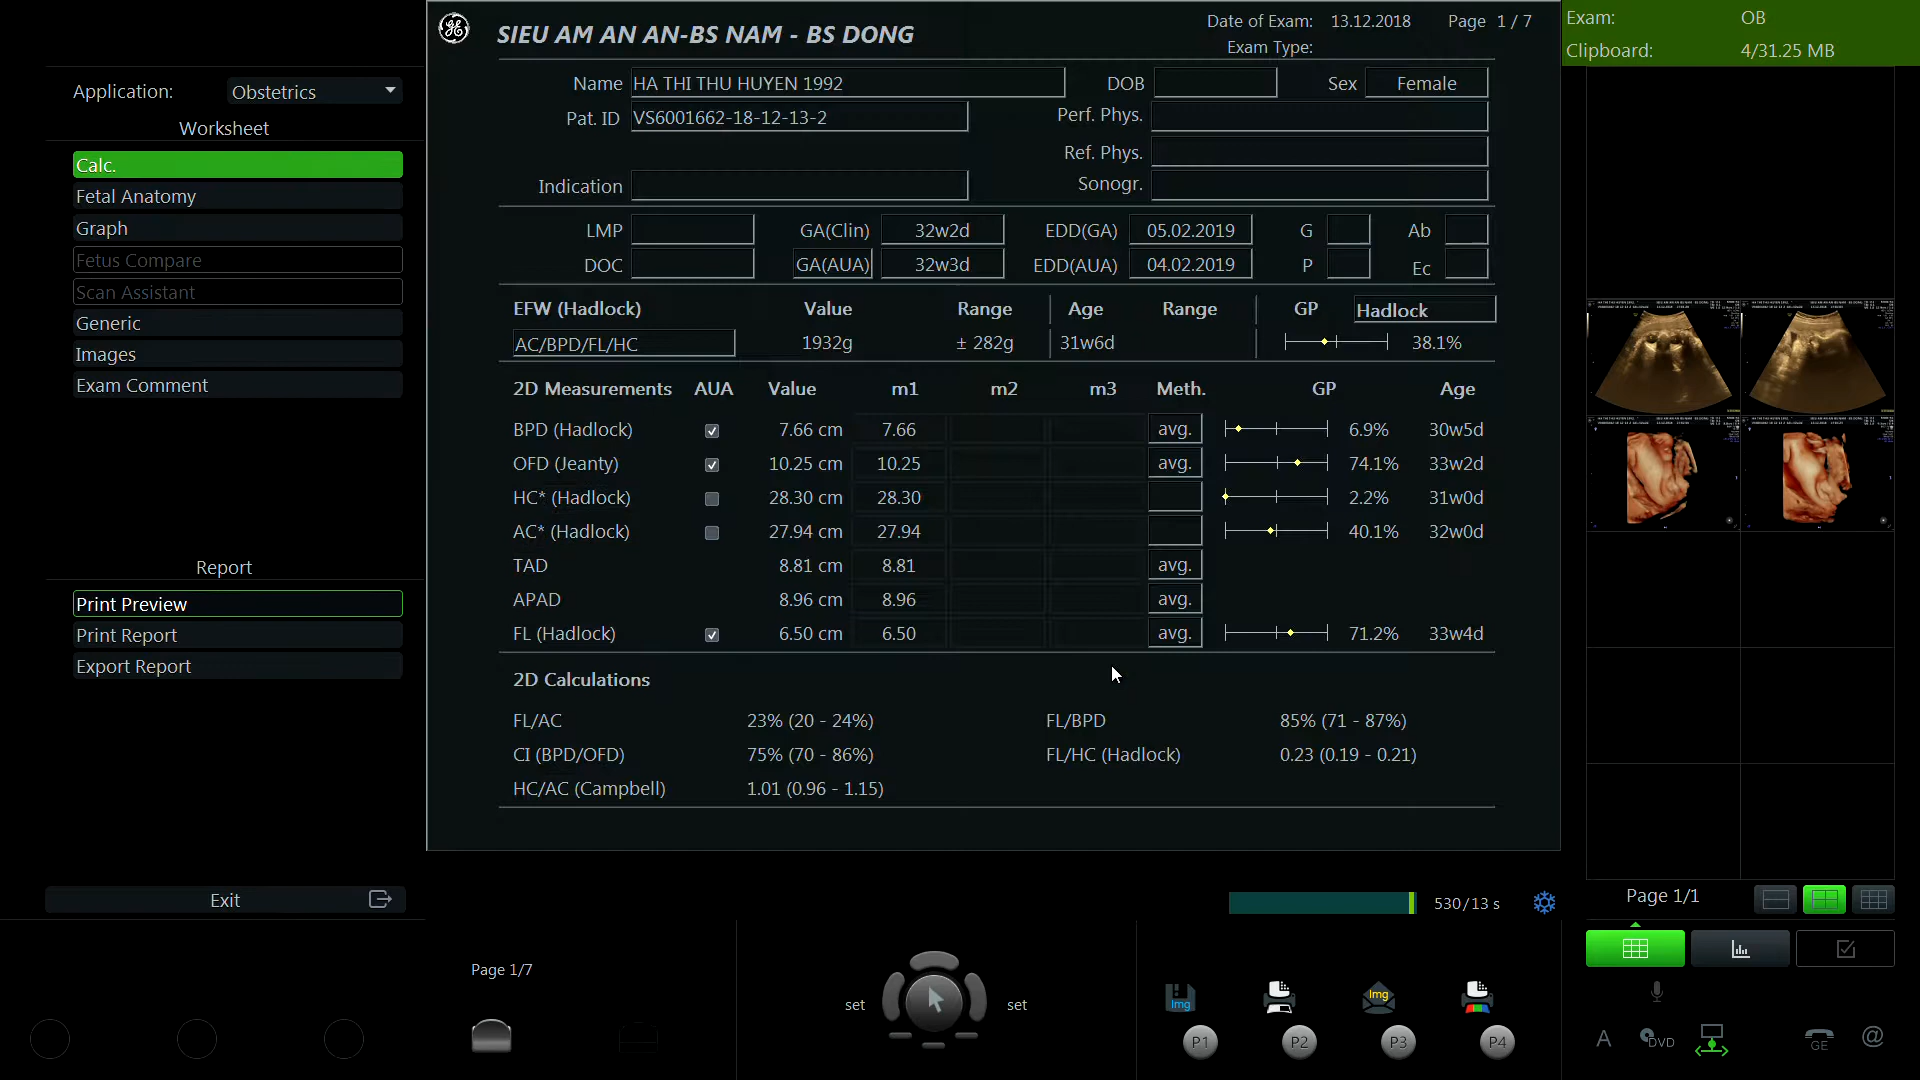 SIEU AM AN AN-BS NAM - BS DONG
Date of Exam: 13.12.2018 Page 1 / 7
Exam Type:
Name HA THI THU HUYEN 1992 DOB Sex Female
Pat. ID VS6001662-18-12-13-2 Perf. Phys.
Ref. Phys.
Indication Sonogr.
LMP GA(Clin) 32w2d EDD(GA) 05.02.2019 G Ab
DOC GA(AUA) 32w3d EDD(AUA) 04.02.2019 P Ec
EFW (Hadlock) Value Range Age Range GP Hadlock
AC/BPD/FL/HC 1932g ± 282g 31w6d 38.1%
2D Measurements AUA Value m1 m2 m3 Meth. GP Age
BPD (Hadlock) 7.66 cm 7.66 avg. 6.9% 30w5d
OFD (Jeanty) 10.25 cm 10.25 avg. 74.1% 33w2d
HC* (Hadlock) 28.30 cm 28.30 2.2% 31w0d
AC* (Hadlock) 27.94 cm 27.94 40.1% 32w0d
TAD 8.81 cm 8.81 avg.
APAD 8.96 cm 8.96 avg.
FL (Hadlock) 6.50 cm 6.50 avg. 71.2% 33w4d
2D Calculations
FL/AC 23% (20 - 24%) FL/BPD 85% (71 - 87%)
CI (BPD/OFD) 75% (70 - 86%) FL/HC (Hadlock) 0.23 (0.19 - 0.21)
HC/AC (Campbell) 1.01 (0.96 - 1.15)
Application: Obstetrics
Worksheet
Calc.
Fetal Anatomy
Graph
Fetus Compare
Scan Assistant
Generic
Images
Exam Comment
Report
Print Preview
Print Report
Export Report
Exit
Exam: OB
Clipboard: 4/31.25 MB
Page 1/1
530/13 s
Page 1/7
set set
Img Img
P1 P2 P3 P4
A DVD GE @